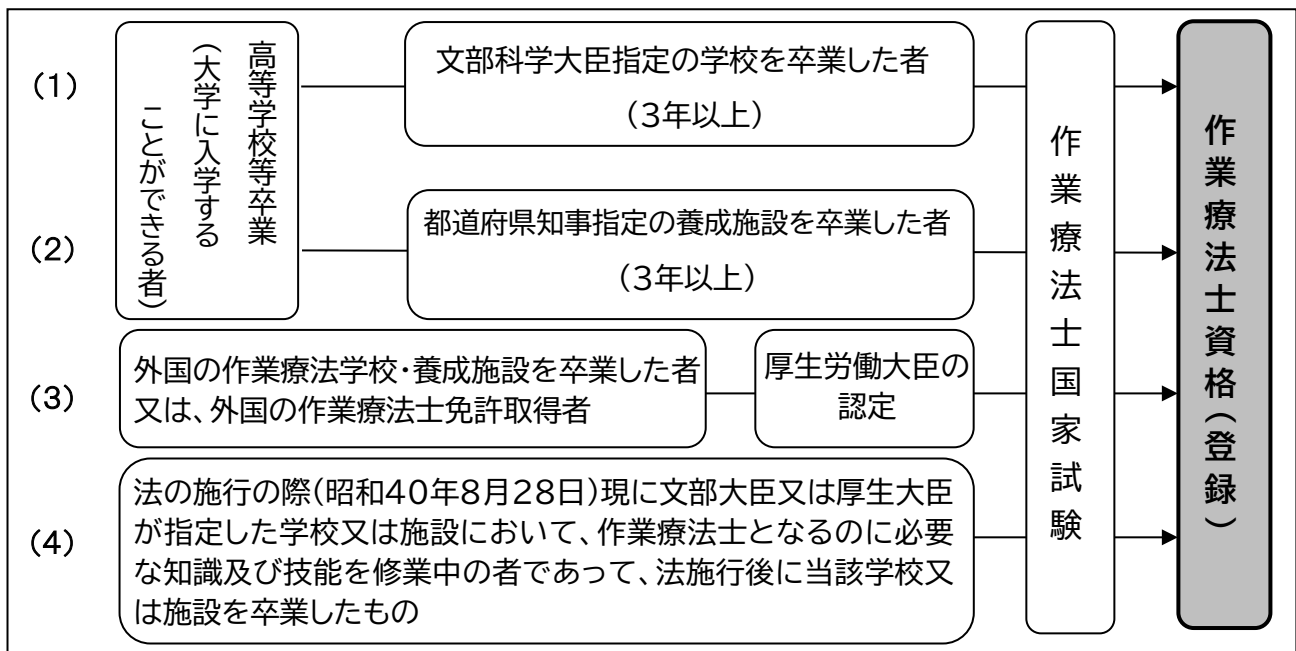 (1)
高等学校等卒業
(大学に入学する
ことができる者)
文部科学大臣指定の学校を卒業した者
(3年以上)
(2)
都道府県知事指定の養成施設を卒業した者
(3年以上)
(3)
外国の作業療法学校・養成施設を卒業した者
又は、外国の作業療法士免許取得者
厚生労働大臣の
認定
(4)
法の施行の際(昭和40年8月28日)現に文部大臣又は厚生大臣
が指定した学校又は施設において、作業療法士となるのに必要
な知識及び技能を修業中の者であって、法施行後に当該学校又
は施設を卒業したもの
作業療法士国家試験
作業療法士資格(登録)